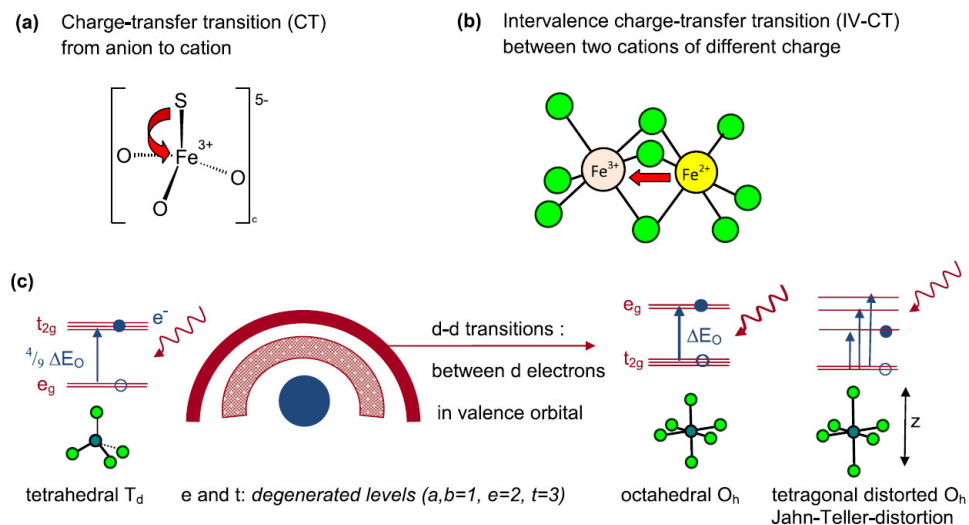 (a) Charge-transfer transition (CT)
from anion to cation
S
5-
Fe 3+
O
O
O
c
(b) Intervalence charge-transfer transition (IV-CT)
between two cations of different charge
Fe3+
Fe2+
(c)
t2g
e-
4/9 ΔEO
eg
tetrahedral Td
d-d transitions :
between d electrons
in valence orbital
e and t: degenerated levels (a,b=1, e=2, t=3)
eg
ΔEO
t2g
octahedral Oh
z
tetragonal distorted Oh
Jahn-Teller-distortion